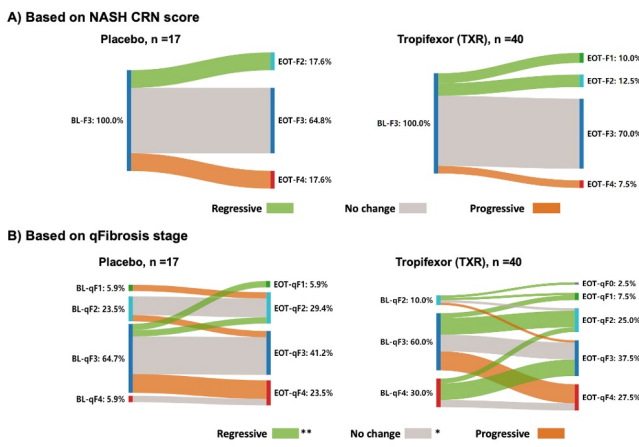 A) Based on NASH CRN score
Placebo, n =17
Tropifexor (TXR), n =40
BL-F3: 100.0%
EOT-F2: 17.6%
EOT-F3: 64.8%
EOT-F4: 17.6%
BL-F3: 100.0%
EOT-F1: 10.0%
EOT-F2: 12.5%
EOT-F3: 70.0%
EOT-F4: 7.5%
Regressive No change Progressive
B) Based on qFibrosis stage
Placebo, n =17
Tropifexor (TXR), n =40
BL-qF1: 5.9%
BL-qF2: 23.5%
BL-qF3: 64.7%
BL-qF4: 5.9%
EOT-qF1: 5.9%
EOT-qF2: 29.4%
EOT-qF3: 41.2%
EOT-qF4: 23.5%
BL-qF2: 10.0%
BL-qF3: 60.0%
BL-qF4: 30.0%
EOT-qF0: 2.5%
EOT-qF1: 7.5%
EOT-qF2: 25.0%
EOT-qF3: 37.5%
EOT-qF4: 27.5%
Regressive ** No change * Progressive